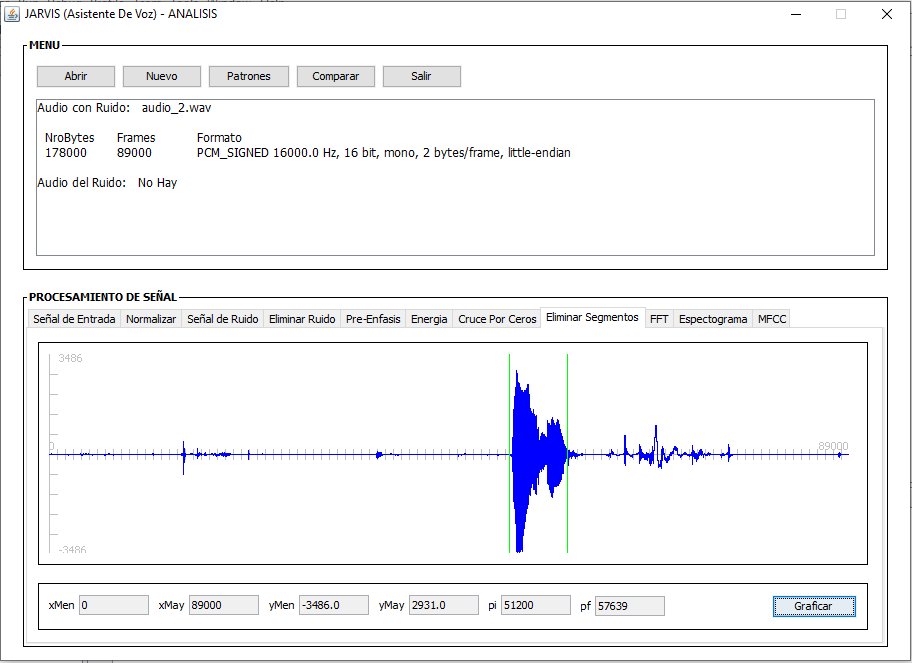 JARVIS (Asistente De Voz) - ANALISIS
MENU
Abrir Nuevo Patrones Comparar Salir
Audio con Ruido: audio_2.wav
NroBytes Frames Formato
178000 89000 PCM_SIGNED 16000.0 Hz, 16 bit, mono, 2 bytes/frame, little-endian
Audio del Ruido: No Hay
PROCESAMIENTO DE SEÑAL
Señal de Entrada Normalizar Señal de Ruido Eliminar Ruido Pre-Enfasis Energia Cruce Por Ceros Eliminar Segmentos FFT Espectograma MFCC
3486
0 89000
-3486
xMen 0 xMay 89000 yMen -3486.0 yMay 2931.0 pi 51200 pf 57639 Graficar